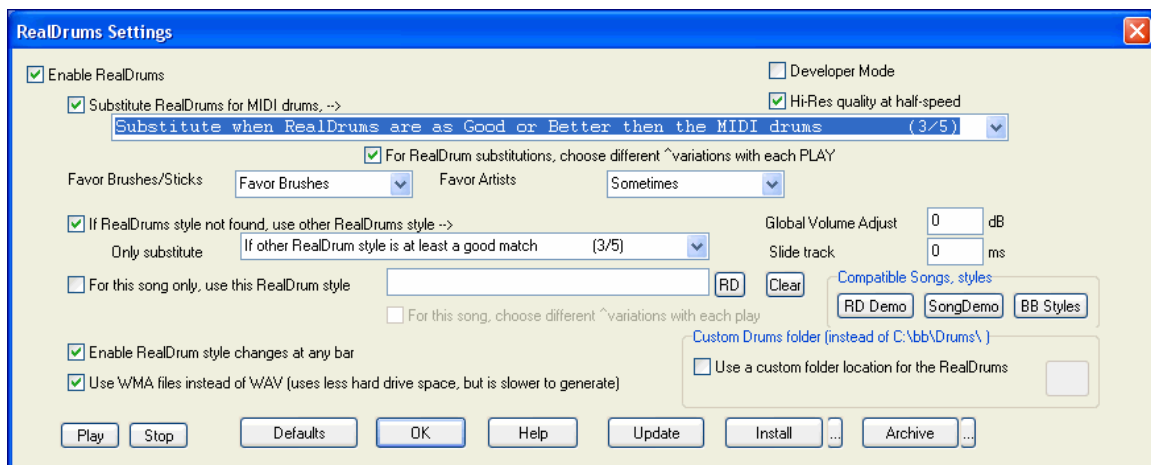 RealDrums Settings
Enable RealDrums
Developer Mode
Substitute RealDrums for MIDI drums, -->
Hi-Res quality at half-speed
Substitute when RealDrums are as Good or Better then the MIDI drums (3/5)
For RealDrum substitutions, choose different ^variations with each PLAY
Favor Brushes/Sticks Favor Brushes Favor Artists Sometimes
If RealDrums style not found, use other RealDrums style -->
Global Volume Adjust 0 dB
Only substitute If other RealDrum style is at least a good match (3/5)
Slide track 0 ms
For this song only, use this RealDrum style RD Clear
Compatible Songs, styles
RD Demo SongDemo BB Styles
For this song, choose different ^variations with each play
Enable RealDrum style changes at any bar
Custom Drums folder (instead of C:\bb\Drums\ )
Use a custom folder location for the RealDrums
Use WMA files instead of WAV (uses less hard drive space, but is slower to generate)
Play Stop Defaults OK Help Update Install ... Archive ...